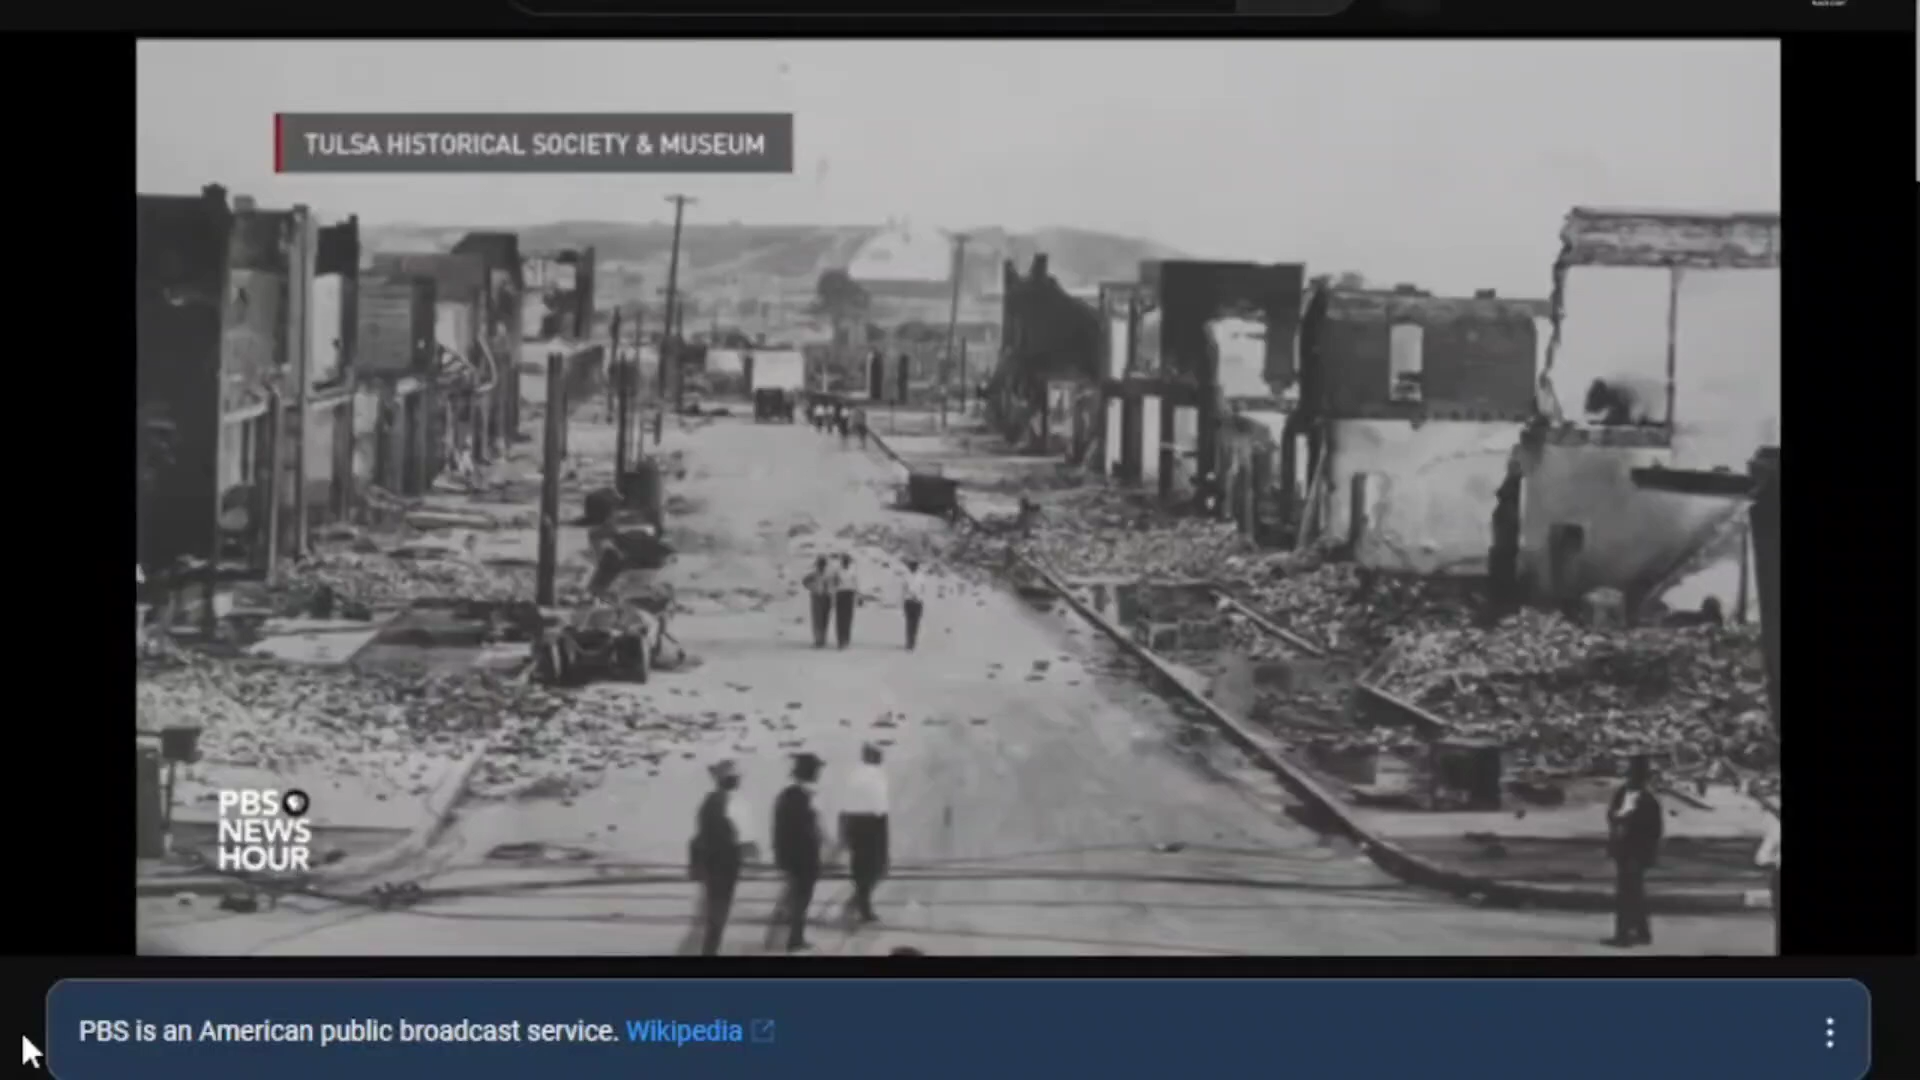 TULSA HISTORICAL SOCIETY & MUSEUM
PBS
NEWS
HOUR
PBS is an American public broadcast service. Wikipedia